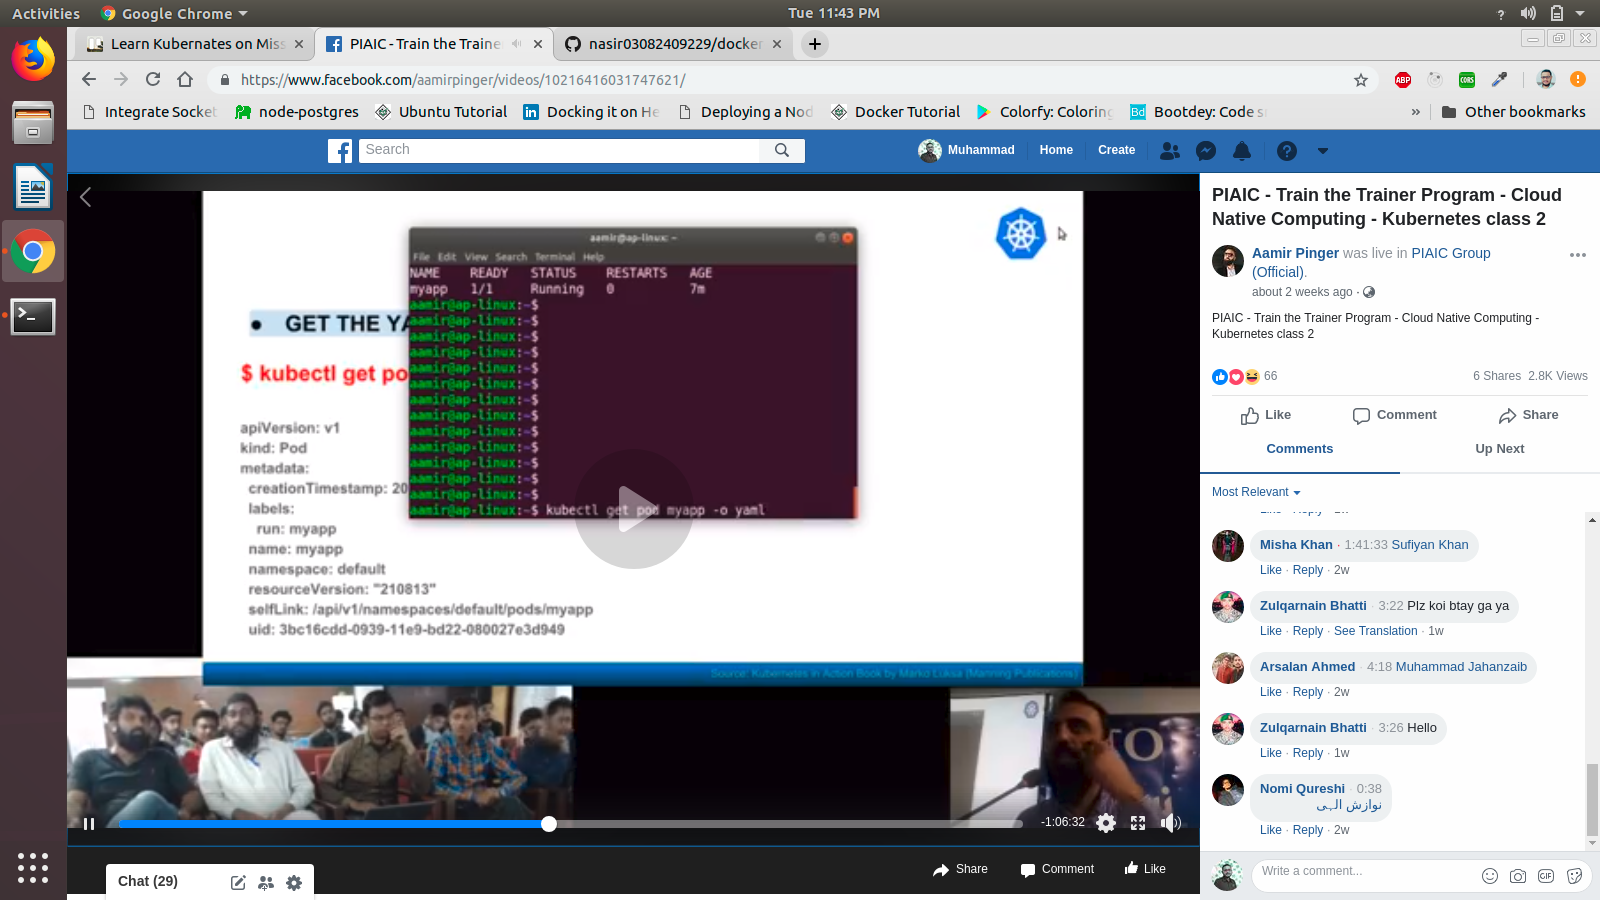 Activities
Google Chrome
Tue 11:43 PM
Learn Kubernates on Miss
PIAIC - Train the Traine
nasir03082409229/docker
https://www.facebook.com/aamirpinger/videos/10216416031747621/
ABP
CORS
Integrate Socket
node-postgres
Ubuntu Tutorial
Docking it on He
Deploying a Nod
Docker Tutorial
Colorfy: Coloring
Bootdey: Code s
»
Other bookmarks
Search
Muhammad
Home
Create
aamir@ap-linux: ~
File Edit View Search Terminal Help
NAME READY STATUS RESTARTS AGE
myapp 1/1 Running 0 7m
aamir@ap-linux:~$
aamir@ap-linux:~$
aamir@ap-linux:~$
aamir@ap-linux:~$
aamir@ap-linux:~$
aamir@ap-linux:~$
aamir@ap-linux:~$
aamir@ap-linux:~$
aamir@ap-linux:~$
aamir@ap-linux:~$
aamir@ap-linux:~$
aamir@ap-linux:~$
aamir@ap-linux:~$
aamir@ap-linux:~$ kubectl get pod myapp -o yaml
● GET THE YA
$ kubectl get po
apiVersion: v1
kind: Pod
metadata:
creationTimestamp: 20
labels:
run: myapp
name: myapp
namespace: default
resourceVersion: "210813"
selfLink: /api/v1/namespaces/default/pods/myapp
uid: 3bc16cdd-0939-11e9-bd22-080027e3d949
Source: Kubernetes in Action Book by Marko Luksa (Manning Publications)
TO
-1:06:32
Share
Comment
Like
Chat (29)
PIAIC - Train the Trainer Program - Cloud
Native Computing - Kubernetes class 2
Aamir Pinger was live in PIAIC Group
(Official).
about 2 weeks ago ·
PIAIC - Train the Trainer Program - Cloud Native Computing -
Kubernetes class 2
66
6 Shares 2.8K Views
Like
Comment
Share
Comments
Up Next
Most Relevant
Like · Reply · 2w
Misha Khan · 1:41:33 Sufiyan Khan
Like · Reply · 2w
Zulqarnain Bhatti · 3:22 Plz koi btay ga ya
Like · Reply · See Translation · 1w
Arsalan Ahmed · 4:18 Muhammad Jahanzaib
Like · Reply · 2w
Zulqarnain Bhatti · 3:26 Hello
Like · Reply · 1w
Nomi Qureshi · 0:38
نوازش الہی
Like · Reply · 2w
Write a comment...
GIF